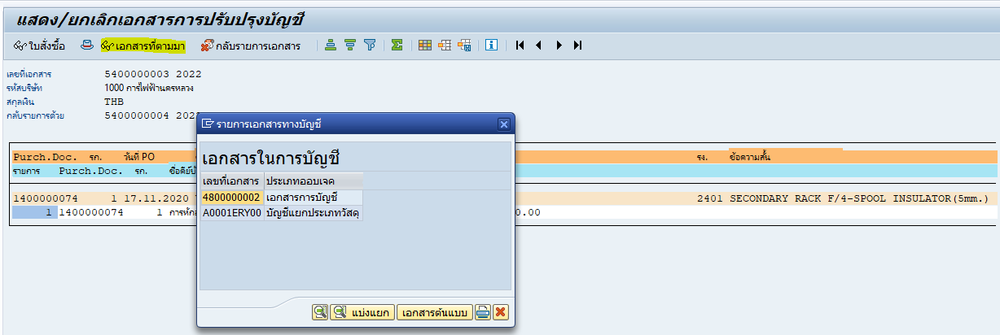 แสดง/ยกเลิกเอกสารการปรับปรุงบัญชี
ใบสั่งซื้อ เอกสารที่ตามมา กลับรายการเอกสาร
เลขที่เอกสาร 5400000003 2022
รหัสบริษัท 1000 การไฟฟ้านครหลวง
สกุลเงิน THB
กลับรายการด้วย 5400000004
รายการเอกสารทางบัญชี
เอกสารในการบัญชี
เลขที่เอกสาร ประเภทออบเจค
4800000002 เอกสารการบัญชี
A0001ERY00 บัญชีแยกประเภทวัสดุ
แบ่งแยก เอกสารต้นแบบ
Purch.Doc. รก. วันที่ PO รง. ข้อความสั้น
รายการ Purch.Doc. รก.
1400000074 1 17.11.2020 2401 SECONDARY RACK F/4-SPOOL INSULATOR(5mm.)
1 1400000074 1 0.00